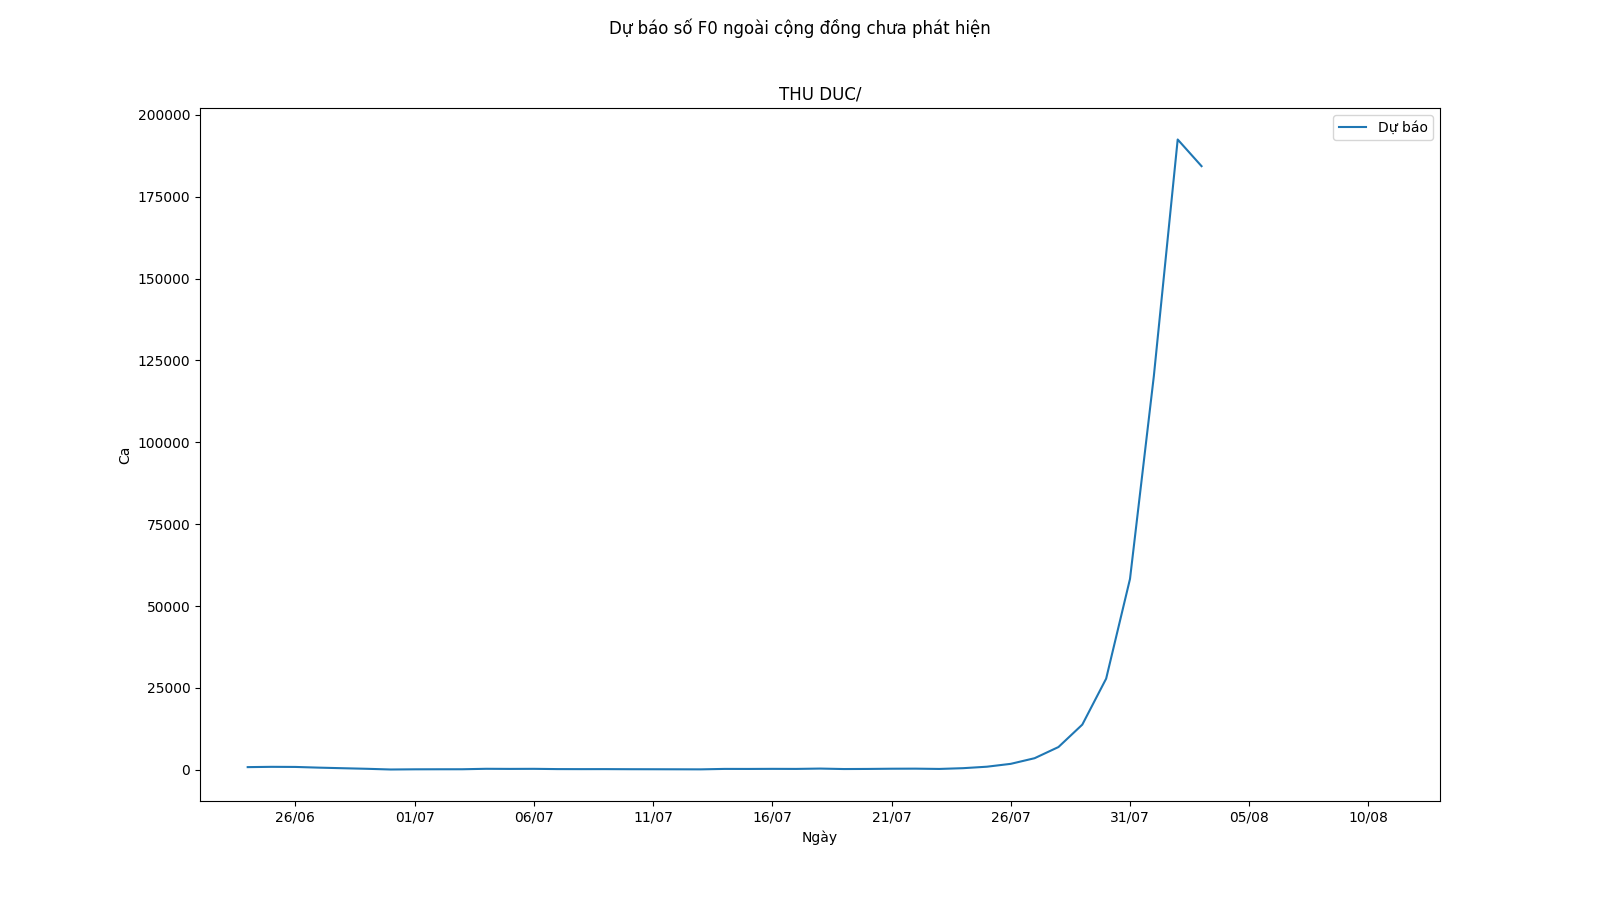 Dự báo số F0 ngoài cộng đồng chưa phát hiện
THU DUC/
Dự báo
200000
175000
150000
125000
100000
75000
50000
25000
0
Ca
26/06 01/07 06/07 11/07 16/07 21/07 26/07 31/07 05/08 10/08
Ngày